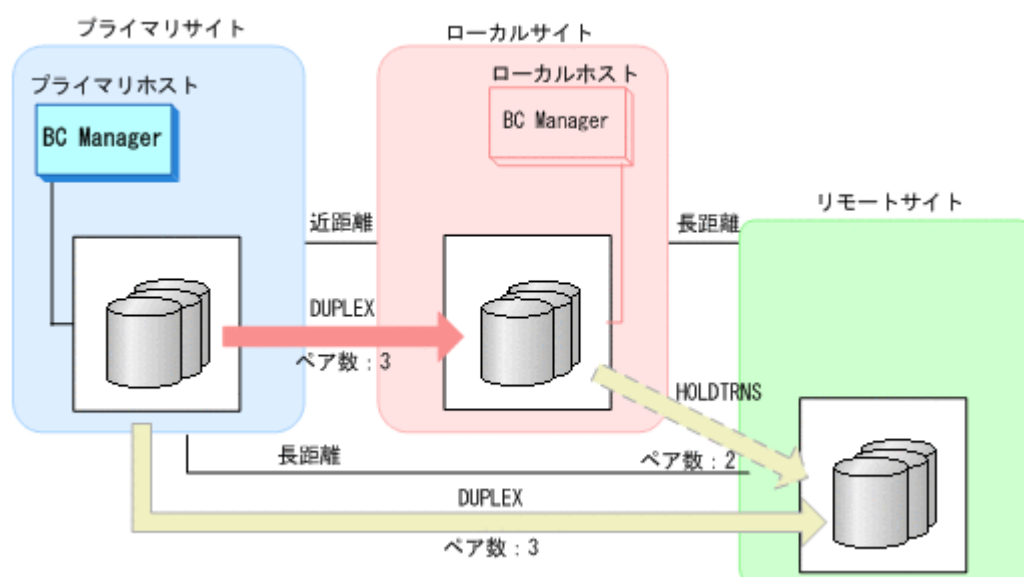 プライマリサイト
ローカルサイト
プライマリホスト
ローカルホスト
BC Manager
BC Manager
リモートサイト
近距離
長距離
DUPLEX
ペア数：3
HOLDTRNS
長距離
ペア数：2
DUPLEX
ペア数：3